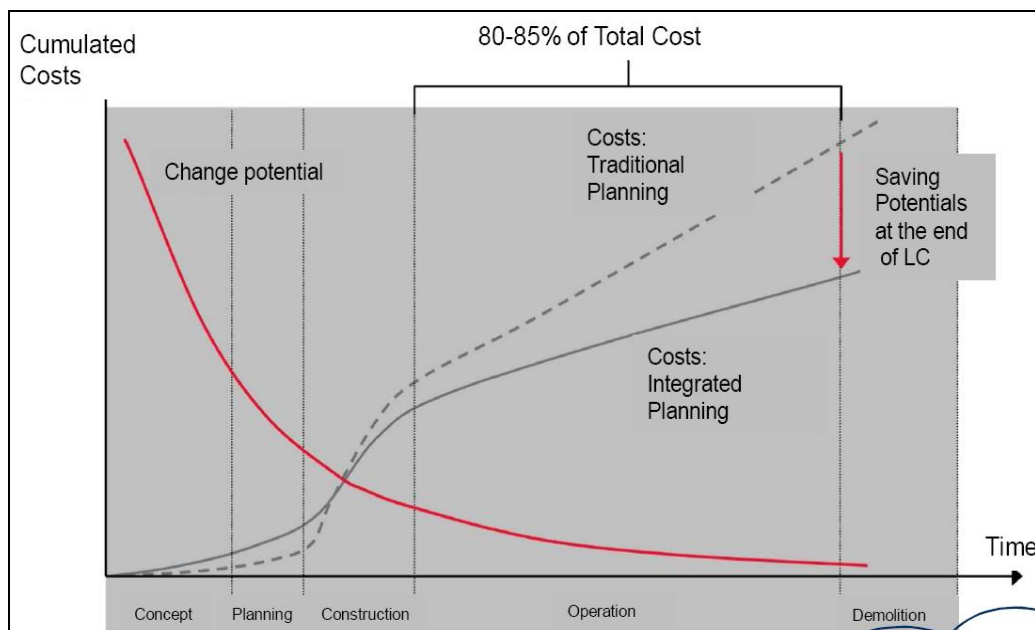 Cumulated
Costs
80-85% of Total Cost
Change potential
Costs:
Traditional
Planning
Saving
Potentials
at the end
of LC
Costs:
Integrated
Planning
Time
Concept
Planning
Construction
Operation
Demolition